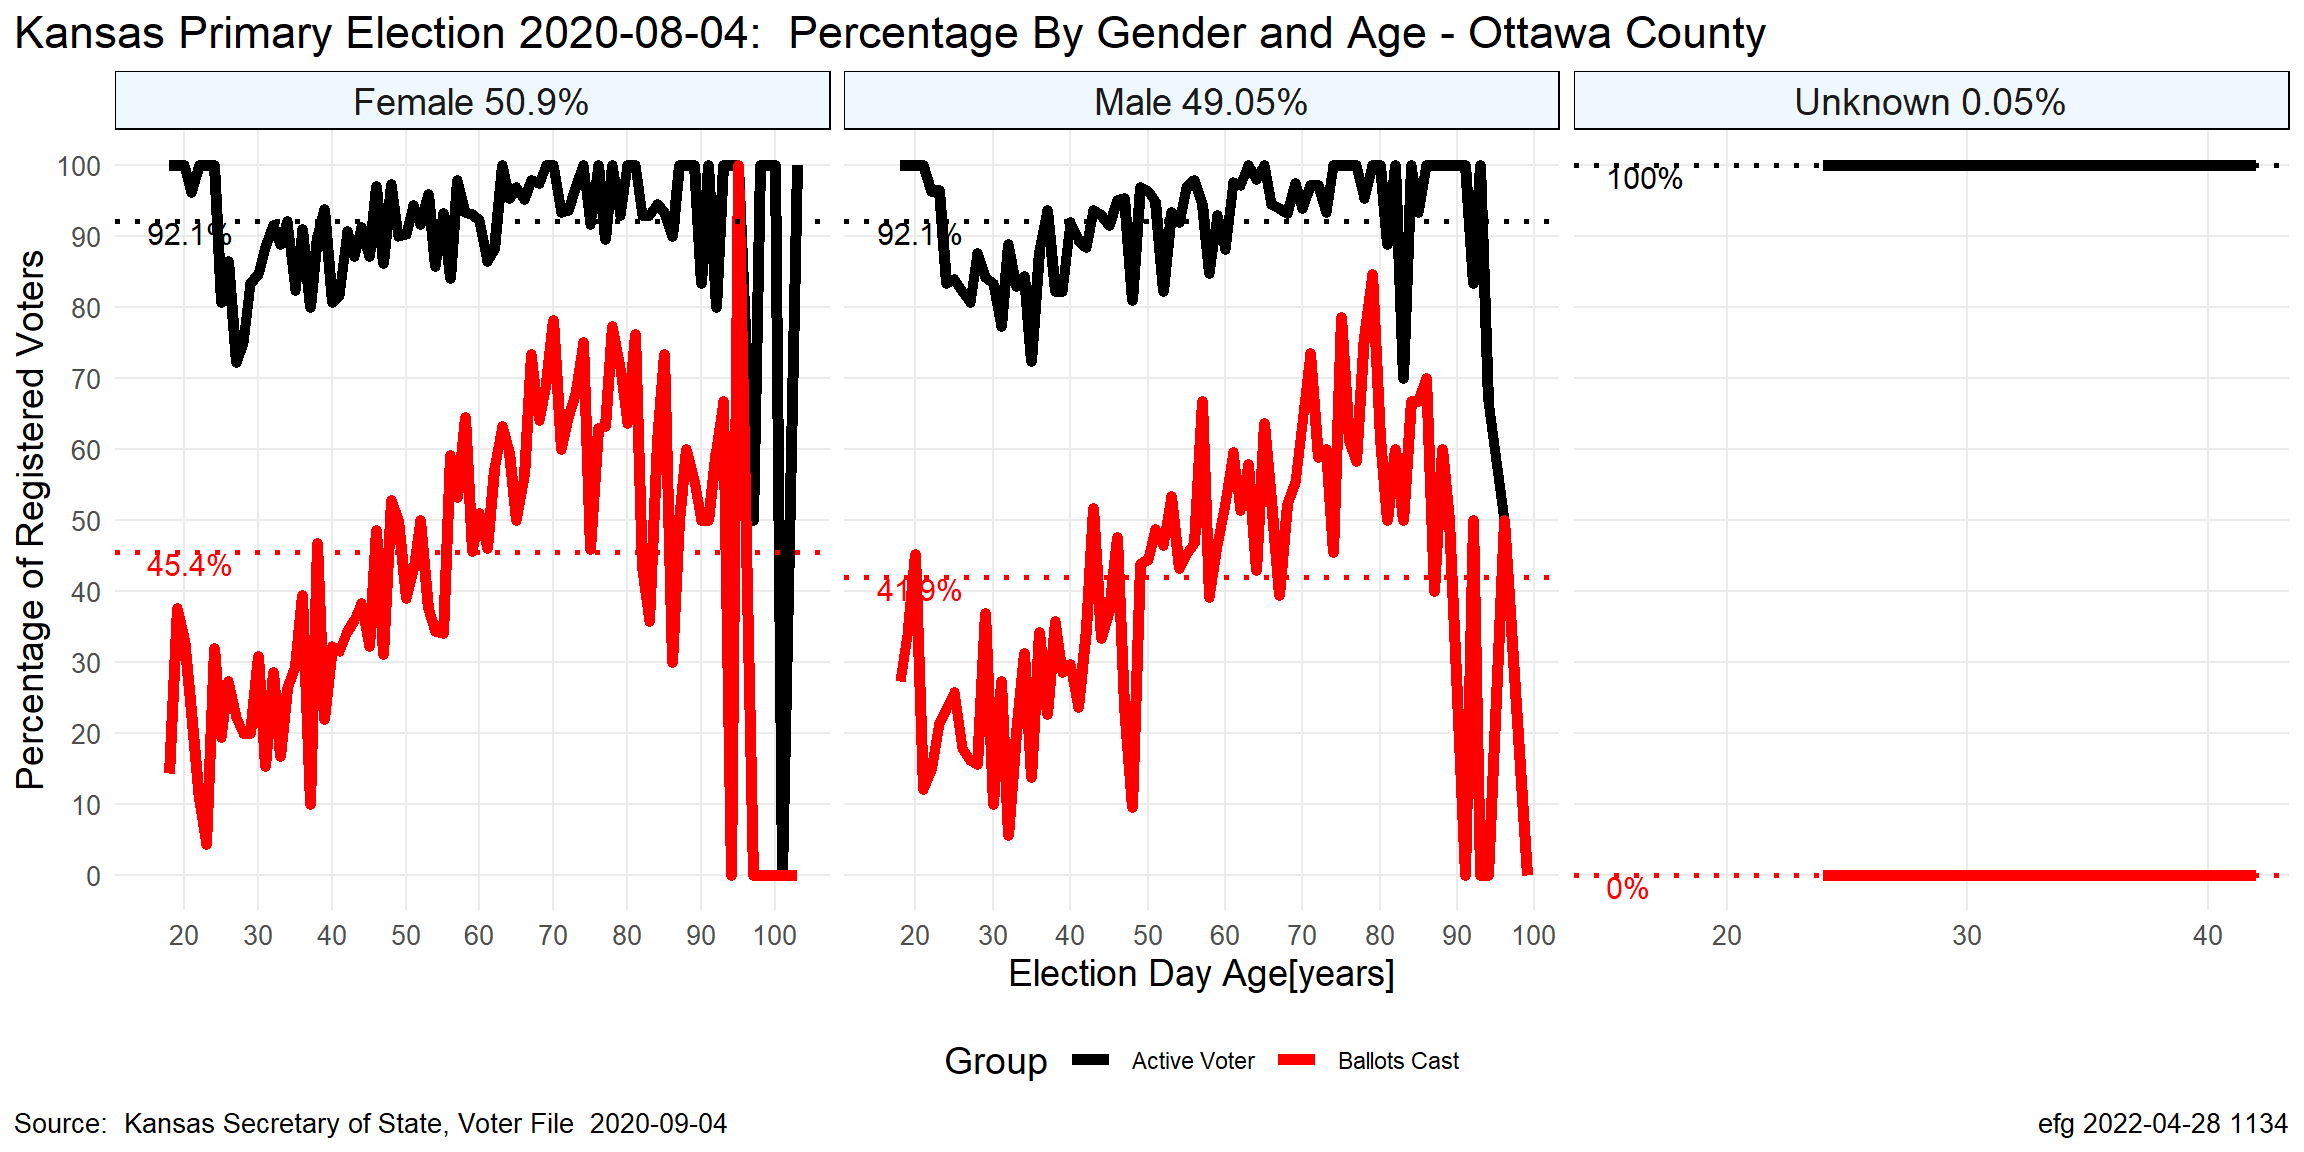 Kansas Primary Election 2020-08-04:  Percentage By Gender and Age - Ottawa County
Female 50.9%
Male 49.05%
Unknown 0.05%
Percentage of Registered Voters
100
90
80
70
60
50
40
30
20
10
0
92.1%
45.4%
92.1%
41.9%
100%
0%
20 30 40 50 60 70 80 90 100
20 30 40 50 60 70 80 90 100
20 30 40
Election Day Age[years]
Group Active Voter Ballots Cast
Source:  Kansas Secretary of State, Voter File  2020-09-04
efg 2022-04-28 1134